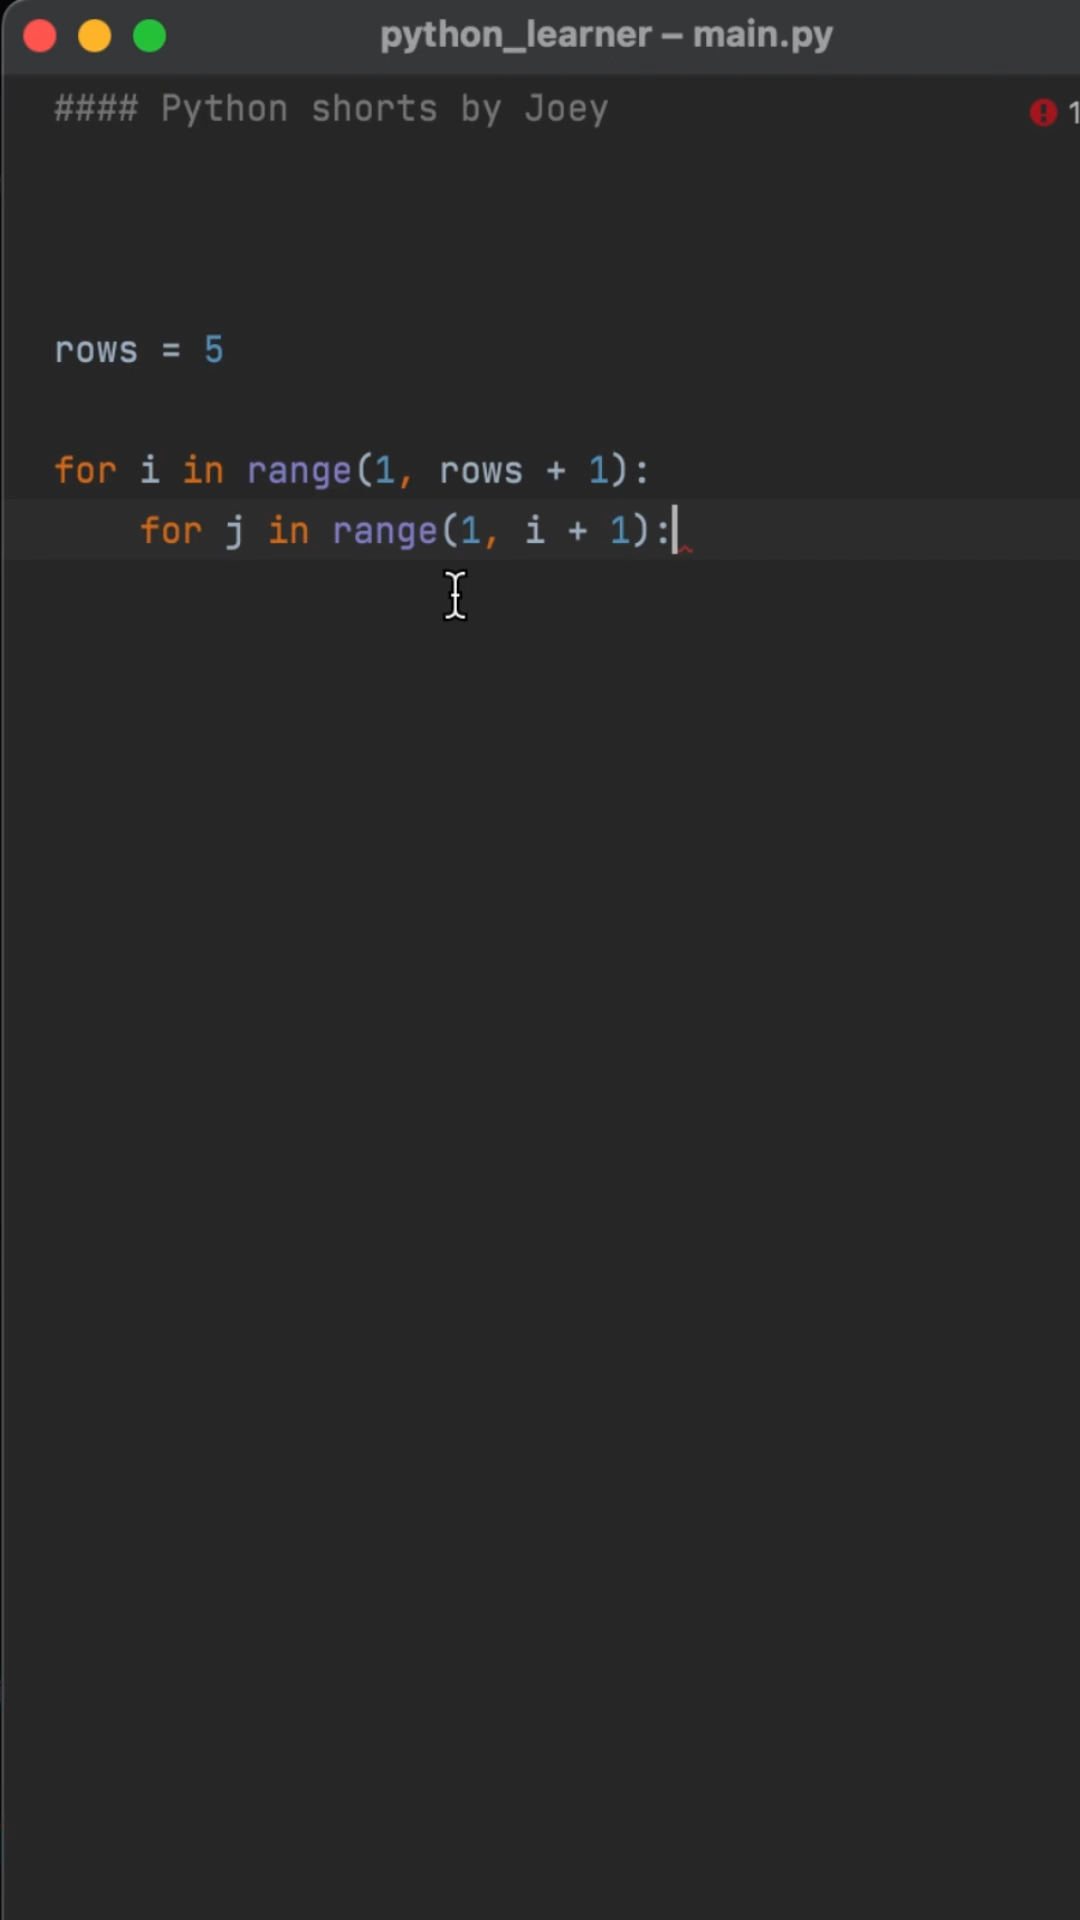 python_learner – main.py
#### Python shorts by Joey
1
rows = 5
for i in range(1, rows + 1):
    for j in range(1, i + 1):